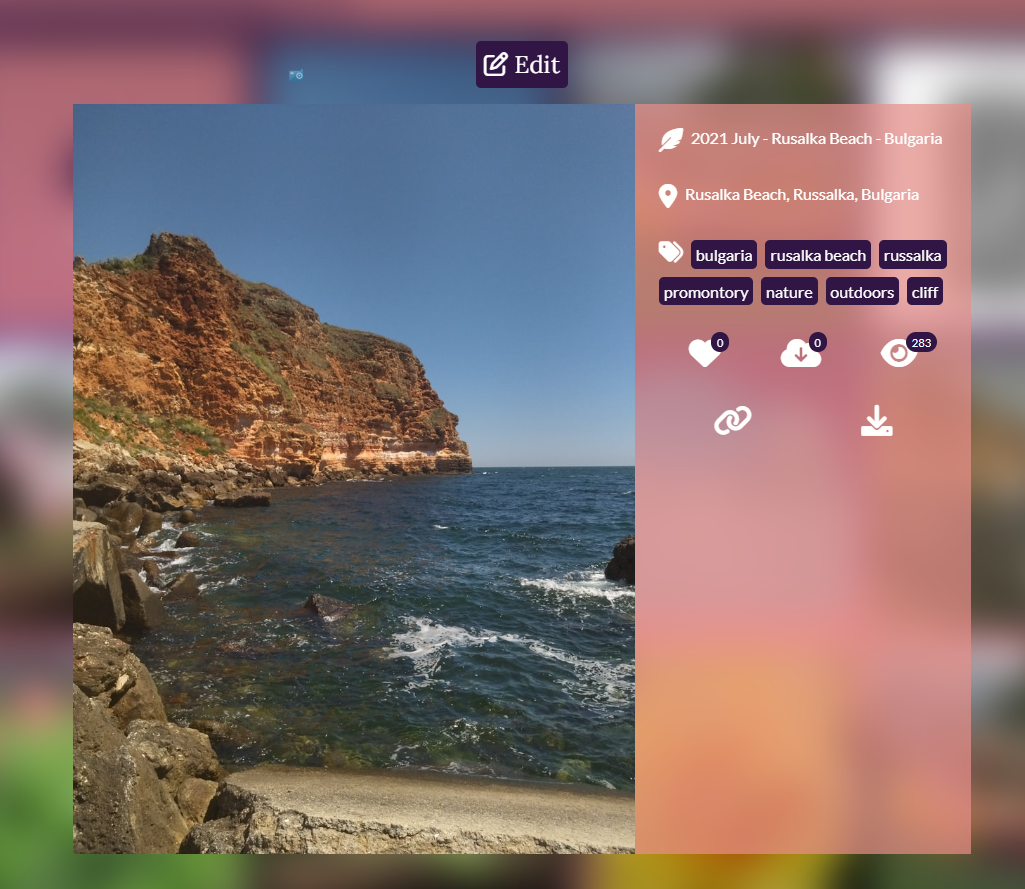 Edit
2021 July - Rusalka Beach - Bulgaria
Rusalka Beach, Russalka, Bulgaria
bulgaria rusalka beach russalka
promontory nature outdoors cliff
0 0 283